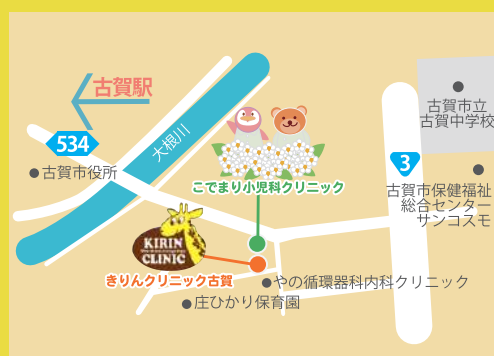 古賀駅
534
大根川
古賀市役所
こでまり小児科クリニック
古賀市立
古賀中学校
3
古賀市保健福祉
総合センター
サンコスモ
KIRIN
CLINIC
きりんクリニック古賀
やの循環器科内科クリニック
庄ひかり保育園